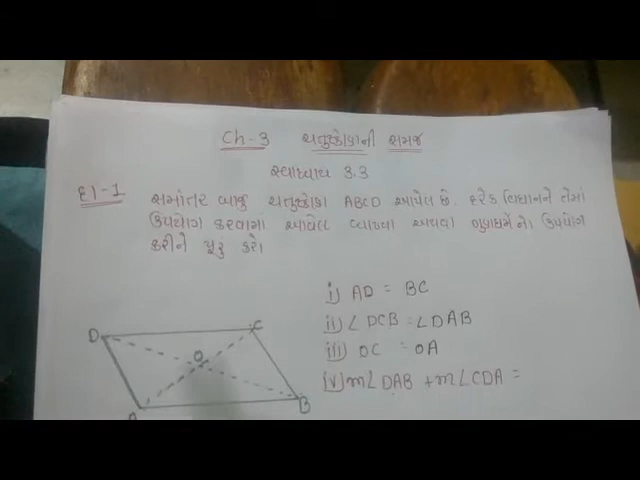 Ch-3 ચતુષ્કોણની સમજ
સ્વાધ્યાય 3.3
દા-1 સમાંતર બાજુ ચતુષ્કોણ ABCD આપેલ છે. દરેક વિધાનને તેમાં
ઉપયોગ કરવામાં આવેલ વ્યાખ્યા અથવા ગુણધર્મનો ઉપયોગ
કરીને પૂરું કરો
i) AD = BC
ii) ∠DCB = ∠DAB
iii) OC = OA
iv) m∠DAB + m∠CDA =
D C
O
A B